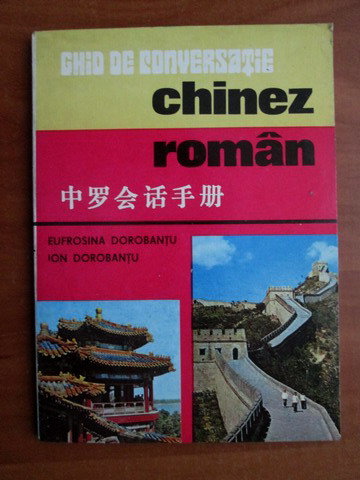 GHID DE CONVERSAȚIE
chinez
român
中罗会话手册
EUFROSINA DOROBANȚU
ION DOROBANȚU